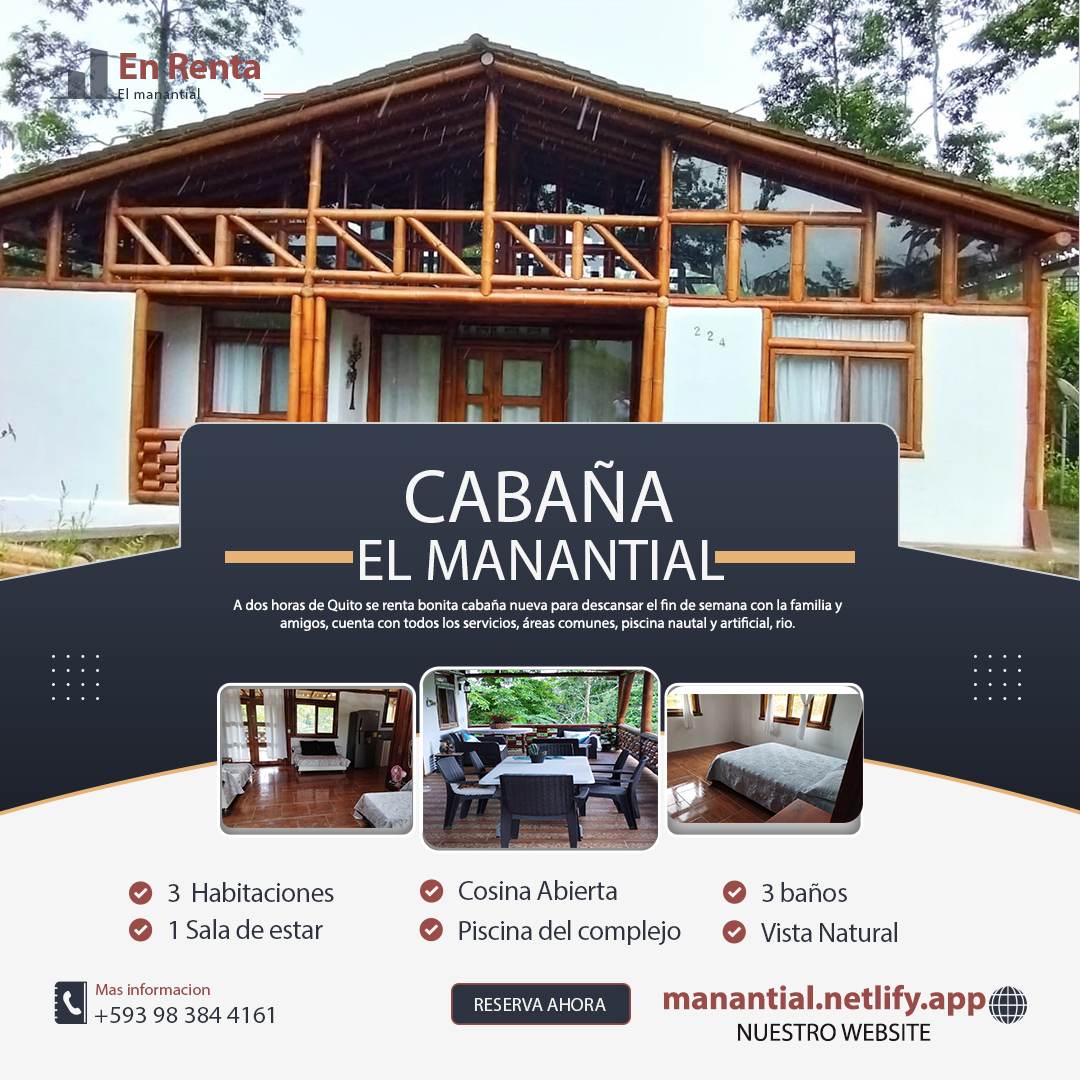 En Renta
El manantial
224
CABAÑA
EL MANANTIAL
A dos horas de Quito se renta bonita cabaña nueva para descansar el fin de semana con la familia y
amigos, cuenta con todos los servicios, áreas comunes, piscina nautal y artificial, rio.
3 Habitaciones
Cosina Abierta
3 baños
1 Sala de estar
Piscina del complejo
Vista Natural
Mas informacion
+593 98 384 4161
RESERVA AHORA
manantial.netlify.app
NUESTRO WEBSITE